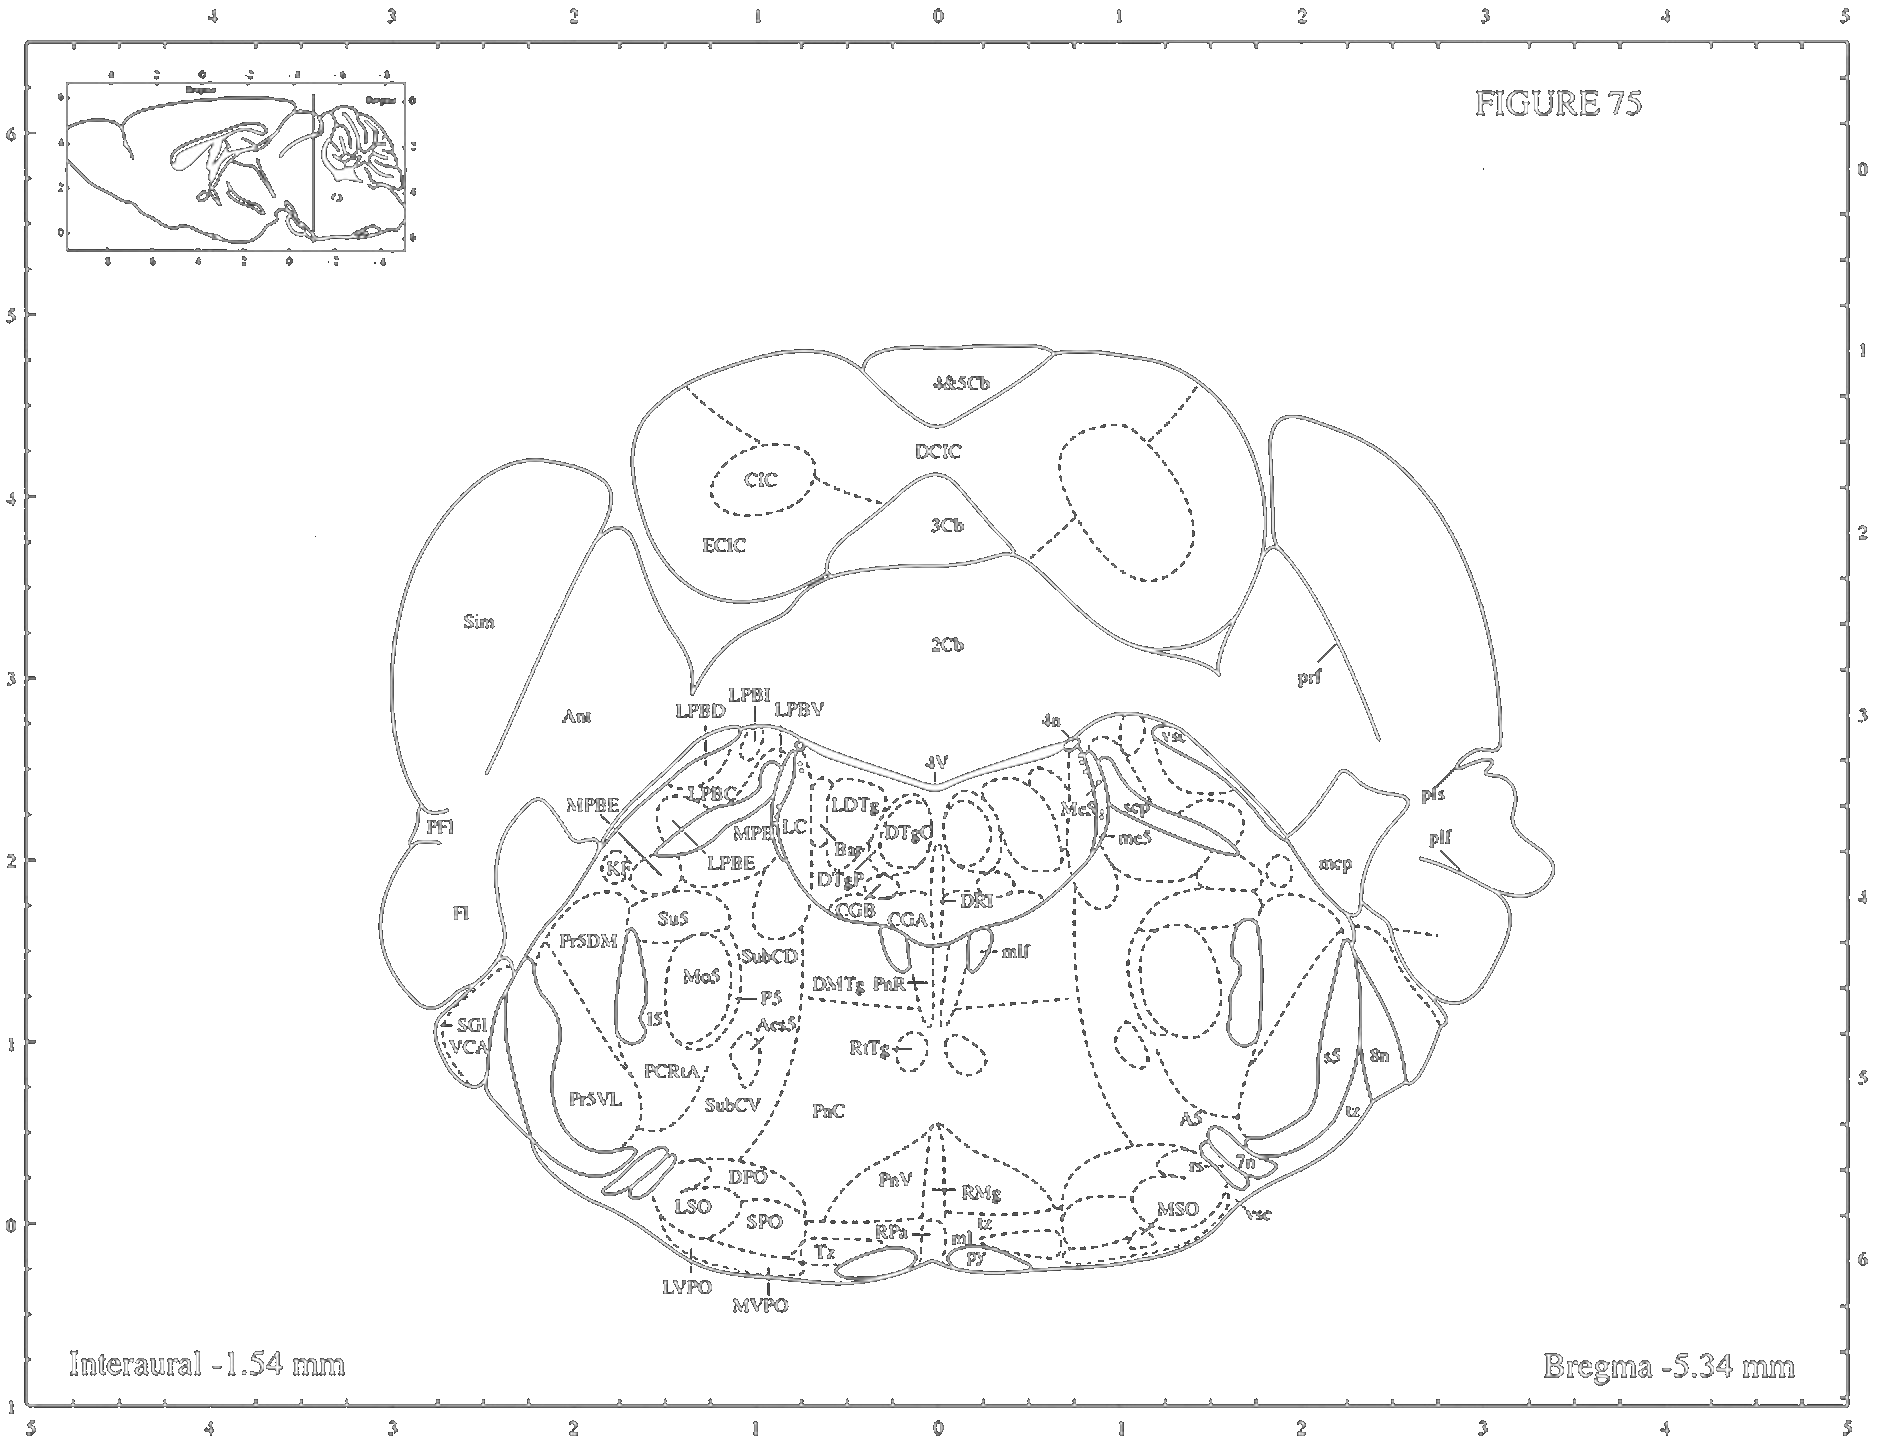 4 3 2 1 0 1 2 3 4 5
FIGURE 75
Bregma
Bregma
6
5
4
3
2
1
0
1
0
1
2
3
4
5
6
4&5Cb
DCIC
CIC
3Cb
ECIC
Sim
2Cb
prf
LPBI
LPBD
LPBV
Ant
4n
vsc
4V
LPBC
pfs
MPBE
LDTg
Me5
scp
PFl
MPB
LC
DTgC
me5
plf
Bar
KF
LPBE
mcp
DTgP
DRI
Fl
Su5
CGB
CGA
Pr5DM
SubCD
mlf
Mo5
DMTg
PnR
P5
I5
SGl
Acs5
VCA
RtTg
s5
8n
PCRtA
Pr5VL
SubCV
PnC
A5
tz
DPO
PnV
rs
7n
RMg
LSO
MSO
SPO
tz
vsc
RPa
ml
Tz
py
LVPO
MVPO
Interaural -1.54 mm
Bregma -5.34 mm
5 4 3 2 1 0 1 2 3 4 5